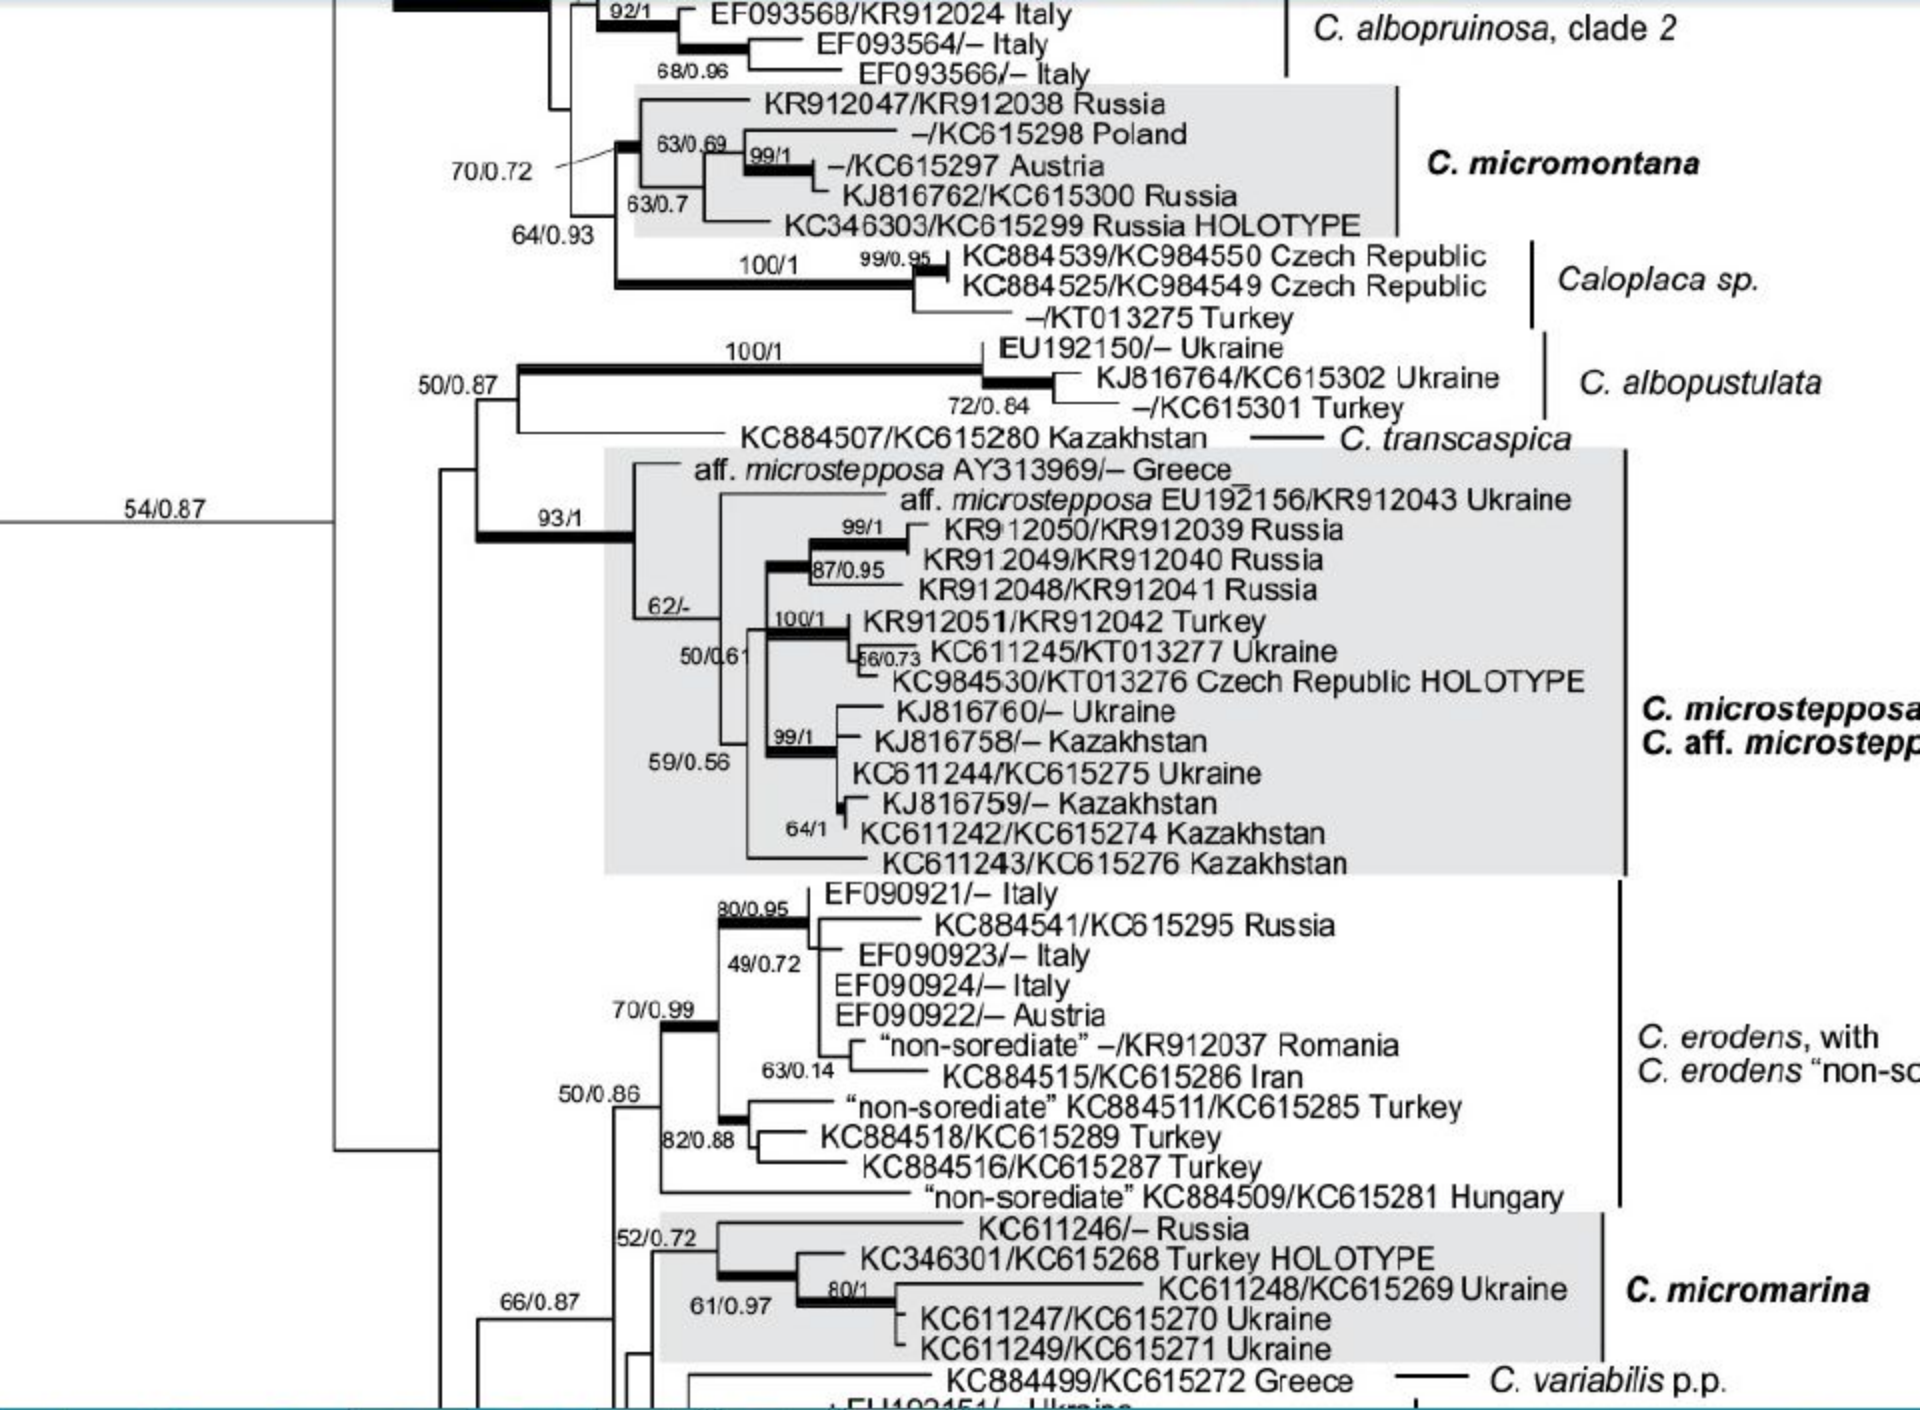 92/1 EF093568/KR912024 Italy
C. albopruinosa, clade 2
EF093564/– Italy
68/0.96 EF093566/– Italy
KR912047/KR912038 Russia
63/0.69 –/KC615298 Poland
99/1 –/KC615297 Austria
C. micromontana
70/0.72
63/0.7 KJ816762/KC615300 Russia
KC346303/KC615299 Russia HOLOTYPE
64/0.93
100/1 99/0.95 KC884539/KC984550 Czech Republic
KC884525/KC984549 Czech Republic
Caloplaca sp.
–/KT013275 Turkey
100/1 EU192150/– Ukraine
50/0.87 KJ816764/KC615302 Ukraine
C. albopustulata
72/0.84 –/KC615301 Turkey
KC884507/KC615280 Kazakhstan C. transcaspica
aff. microstepposa AY313969/– Greece_
aff. microstepposa EU192156/KR912043 Ukraine
54/0.87
93/1
99/1 KR912050/KR912039 Russia
KR912049/KR912040 Russia
87/0.95
KR912048/KR912041 Russia
62/-
100/1 KR912051/KR912042 Turkey
50/0.61 56/0.73 KC611245/KT013277 Ukraine
KC984530/KT013276 Czech Republic HOLOTYPE
KJ816760/– Ukraine
C. microstepposa
99/1 KJ816758/– Kazakhstan
C. aff. microstepp
59/0.56
KC611244/KC615275 Ukraine
KJ816759/– Kazakhstan
64/1 KC611242/KC615274 Kazakhstan
KC611243/KC615276 Kazakhstan
EF090921/– Italy
80/0.95 KC884541/KC615295 Russia
49/0.72 EF090923/– Italy
EF090924/– Italy
70/0.99 EF090922/– Austria
"non-sorediate" –/KR912037 Romania
C. erodens, with
63/0.14 KC884515/KC615286 Iran
C. erodens "non-so
50/0.86 "non-sorediate" KC884511/KC615285 Turkey
82/0.88 KC884518/KC615289 Turkey
KC884516/KC615287 Turkey
"non-sorediate" KC884509/KC615281 Hungary
52/0.72 KC611246/– Russia
KC346301/KC615268 Turkey HOLOTYPE
61/0.97 80/1 KC611248/KC615269 Ukraine
C. micromarina
66/0.87
KC611247/KC615270 Ukraine
KC611249/KC615271 Ukraine
KC884499/KC615272 Greece C. variabilis p.p.
EU192151/– Ukraine